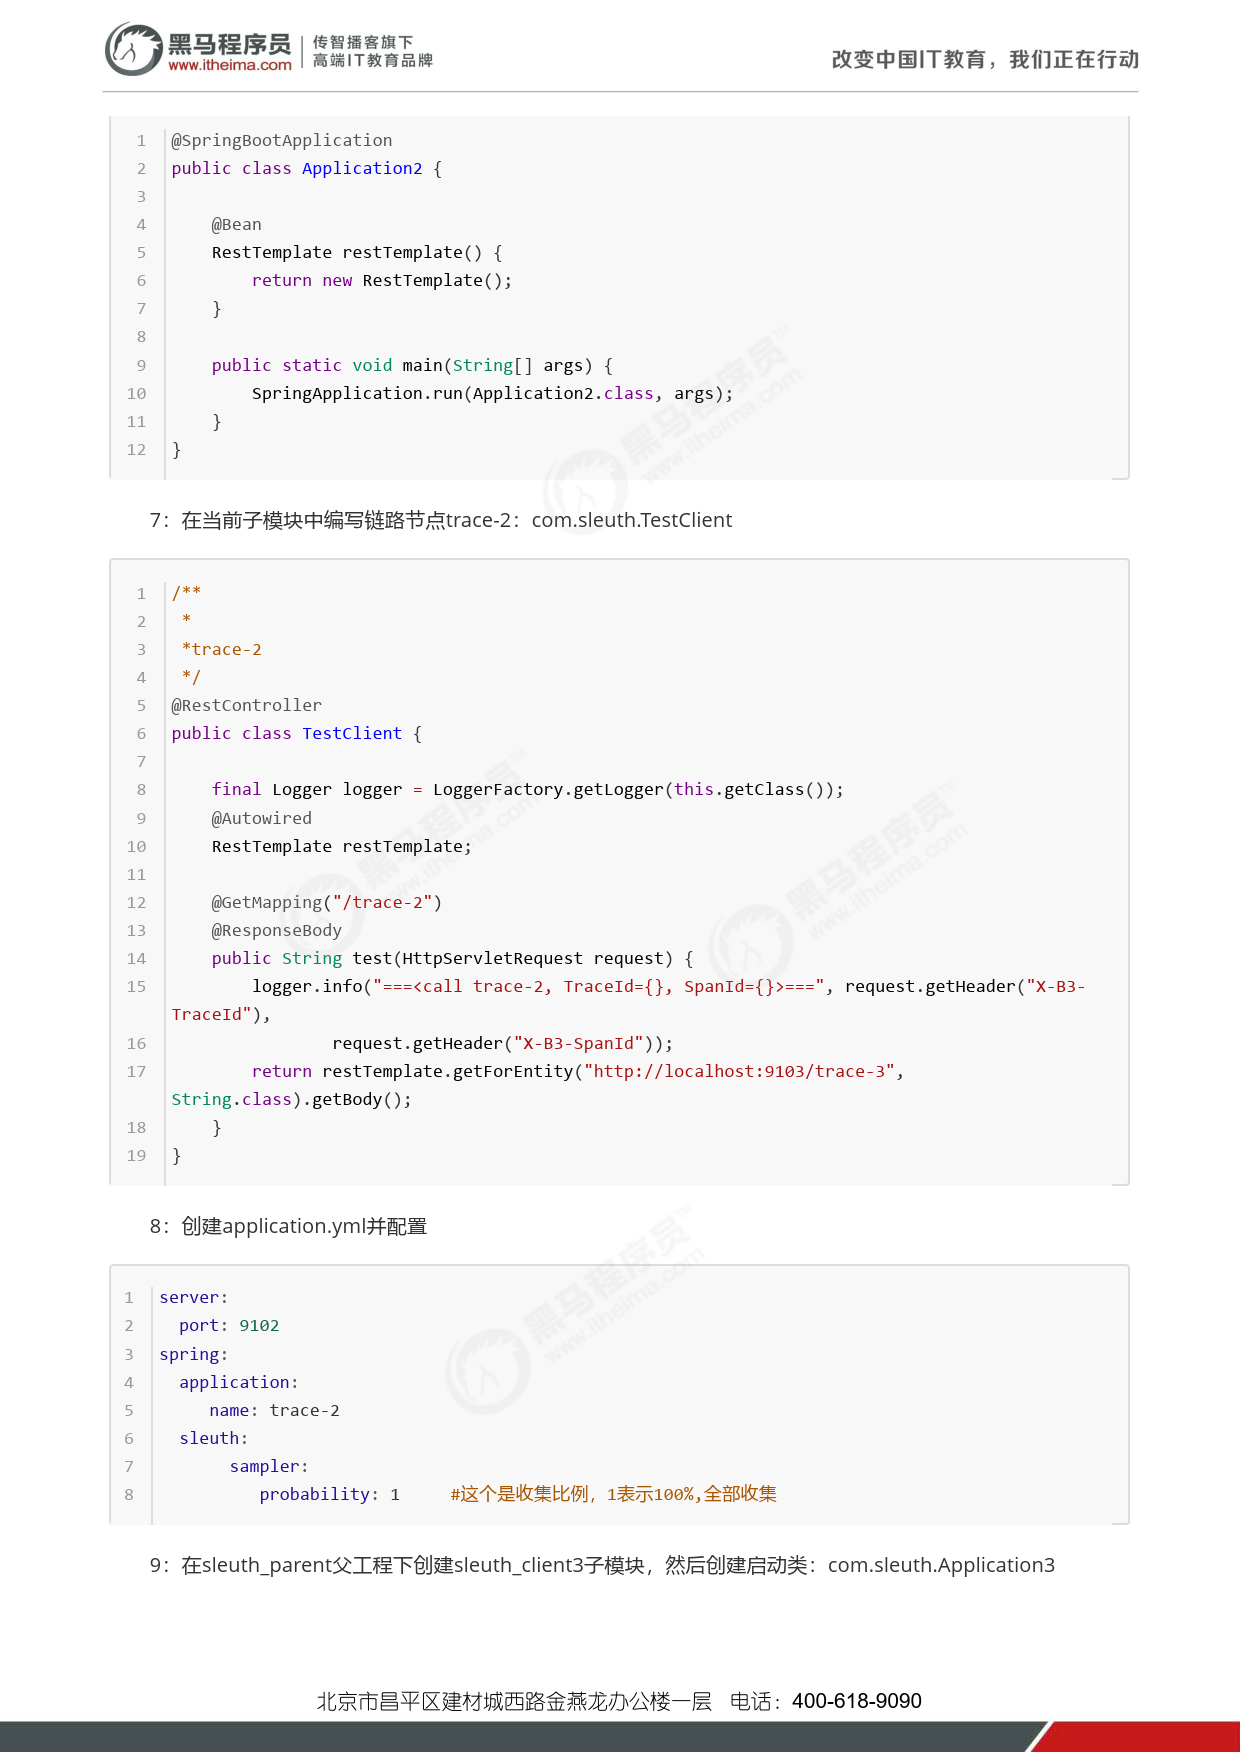 黑马程序员
www.itheima.com
传智播客旗下
高端IT教育品牌
改变中国IT教育，我们正在行动
1 @SpringBootApplication
2 public class Application2 {
3
4     @Bean
5     RestTemplate restTemplate() {
6         return new RestTemplate();
7     }
8
9     public static void main(String[] args) {
10         SpringApplication.run(Application2.class, args);
11     }
12 }
7：在当前子模块中编写链路节点trace-2：com.sleuth.TestClient
1 /**
2  *
3  *trace-2
4  */
5 @RestController
6 public class TestClient {
7
8     final Logger logger = LoggerFactory.getLogger(this.getClass());
9     @Autowired
10     RestTemplate restTemplate;
11
12     @GetMapping("/trace-2")
13     @ResponseBody
14     public String test(HttpServletRequest request) {
15         logger.info("===<call trace-2, TraceId={}, SpanId={}>===", request.getHeader("X-B3-
TraceId"),
16                 request.getHeader("X-B3-SpanId"));
17         return restTemplate.getForEntity("http://localhost:9103/trace-3",
String.class).getBody();
18     }
19 }
8：创建application.yml并配置
1 server:
2   port: 9102
3 spring:
4   application:
5      name: trace-2
6   sleuth:
7        sampler:
8           probability: 1     #这个是收集比例，1表示100%,全部收集
9：在sleuth_parent父工程下创建sleuth_client3子模块，然后创建启动类：com.sleuth.Application3
北京市昌平区建材城西路金燕龙办公楼一层 电话：400-618-9090